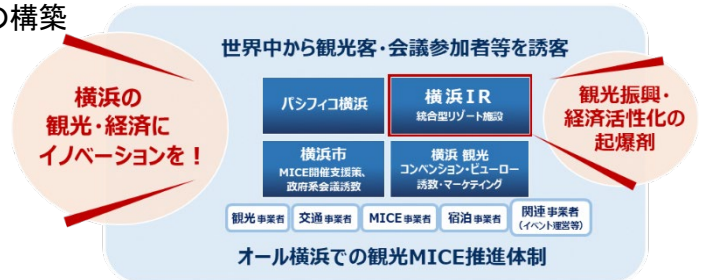 の構築
世界中から観光客・会議参加者等を誘客
横浜の
観光・経済に
イノベーションを！
パシフィコ横浜
横浜IR
統合型リゾート施設
観光振興・
経済活性化の
起爆剤
横浜市
MICE開催支援策、
政府系会議誘致
横浜 観光
コンベンション・ビューロー
誘致・マーケティング
観光事業者
交通事業者
MICE事業者
宿泊事業者
関連事業者
（イベント運営等）
オール横浜での観光MICE推進体制